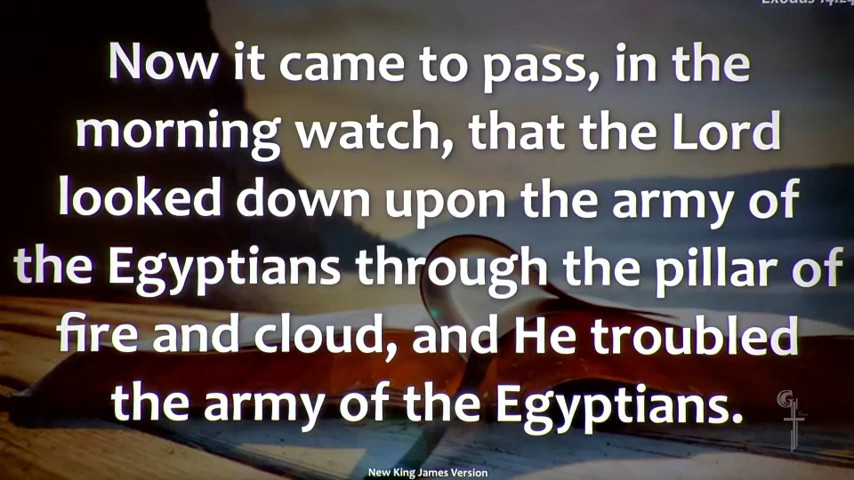 Now it came to pass, in the
morning watch, that the Lord
looked down upon the army of
the Egyptians through the pillar of
fire and cloud, and He troubled
the army of the Egyptians.
New King James Version